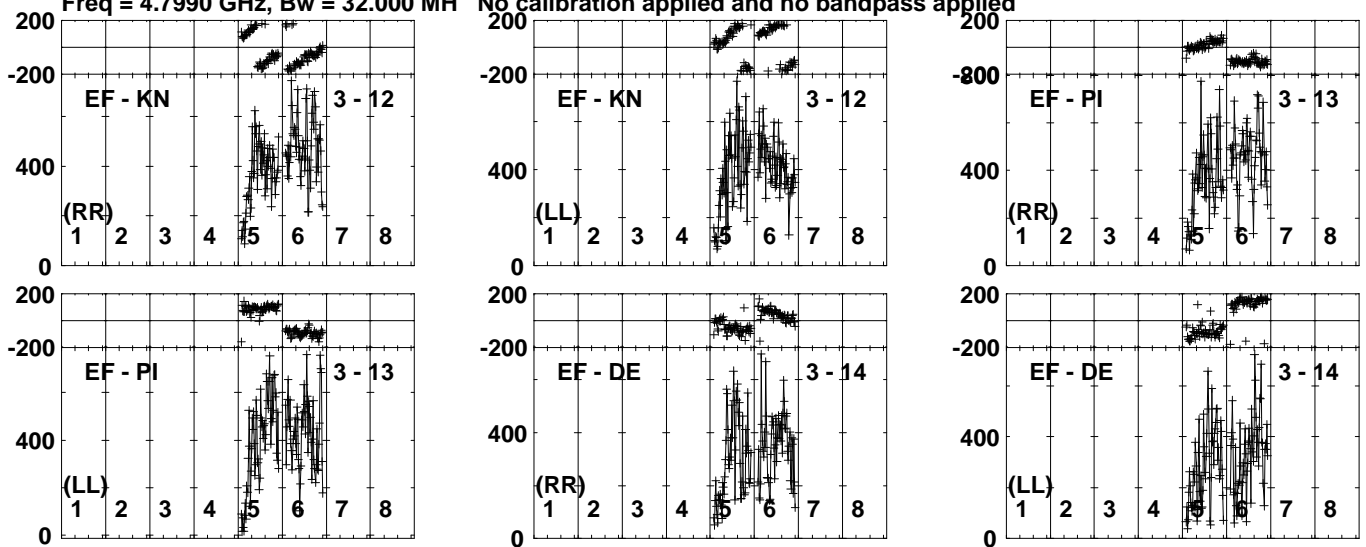 Freq = 4.7990 GHz, Bw = 32.000 MH No calibration applied and no bandpass applied
200 200 200
-200 -200 -200
EF - KN 3 - 12 EF - KN 3 - 12 800 EF - PI 3 - 13
400 400 400
(RR) (LL) (RR)
1 2 3 4 5 6 7 8 1 2 3 4 5 6 7 8 1 2 3 4 5 6 7 8
0 0 0
200 200 200
-200 -200 -200
EF - PI 3 - 13 EF - DE 3 - 14 EF - DE 3 - 14
400 400 400
(LL) (RR) (LL)
1 2 3 4 5 6 7 8 1 2 3 4 5 6 7 8 1 2 3 4 5 6 7 8
0 0 0